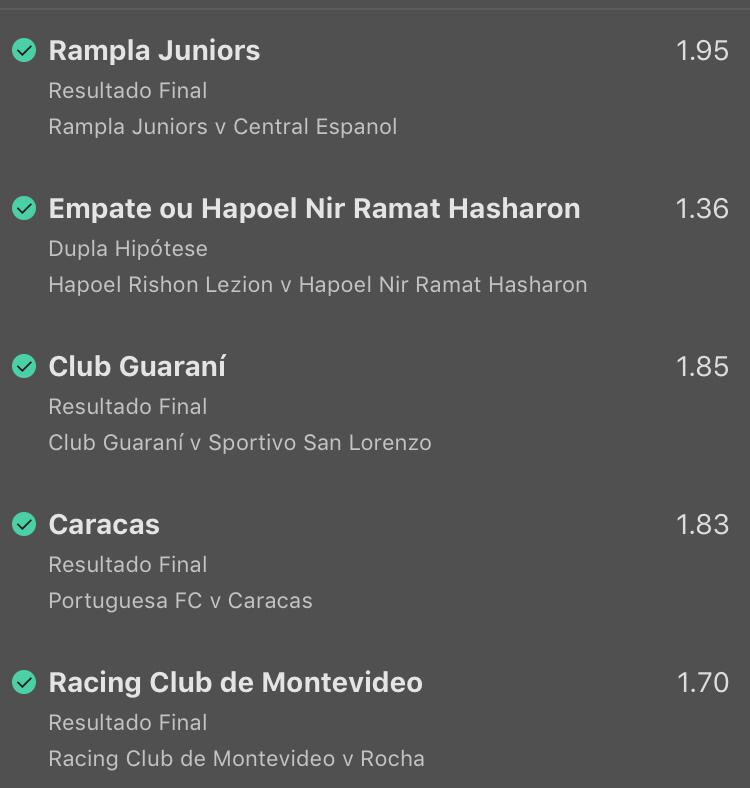 Rampla Juniors 1.95
Resultado Final
Rampla Juniors v Central Espanol
Empate ou Hapoel Nir Ramat Hasharon 1.36
Dupla Hipótese
Hapoel Rishon Lezion v Hapoel Nir Ramat Hasharon
Club Guaraní 1.85
Resultado Final
Club Guaraní v Sportivo San Lorenzo
Caracas 1.83
Resultado Final
Portuguesa FC v Caracas
Racing Club de Montevideo 1.70
Resultado Final
Racing Club de Montevideo v Rocha